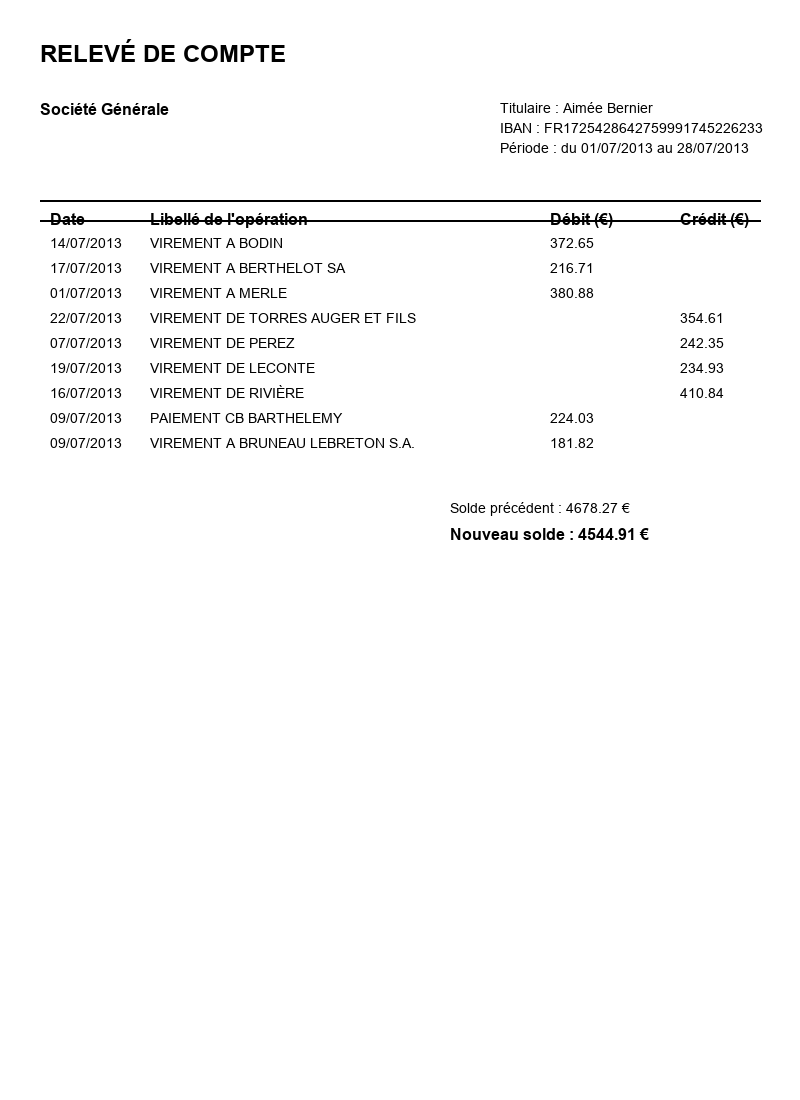 RELEVÉ DE COMPTE
Société Générale
Titulaire : Aimée Bernier
IBAN : FR1725428642759991745226233
Période : du 01/07/2013 au 28/07/2013
Date Libellé de l'opération Débit (€) Crédit (€)
14/07/2013 VIREMENT A BODIN 372.65
17/07/2013 VIREMENT A BERTHELOT SA 216.71
01/07/2013 VIREMENT A MERLE 380.88
22/07/2013 VIREMENT DE TORRES AUGER ET FILS 354.61
07/07/2013 VIREMENT DE PEREZ 242.35
19/07/2013 VIREMENT DE LECONTE 234.93
16/07/2013 VIREMENT DE RIVIÈRE 410.84
09/07/2013 PAIEMENT CB BARTHELEMY 224.03
09/07/2013 VIREMENT A BRUNEAU LEBRETON S.A. 181.82
Solde précédent : 4678.27 €
Nouveau solde : 4544.91 €